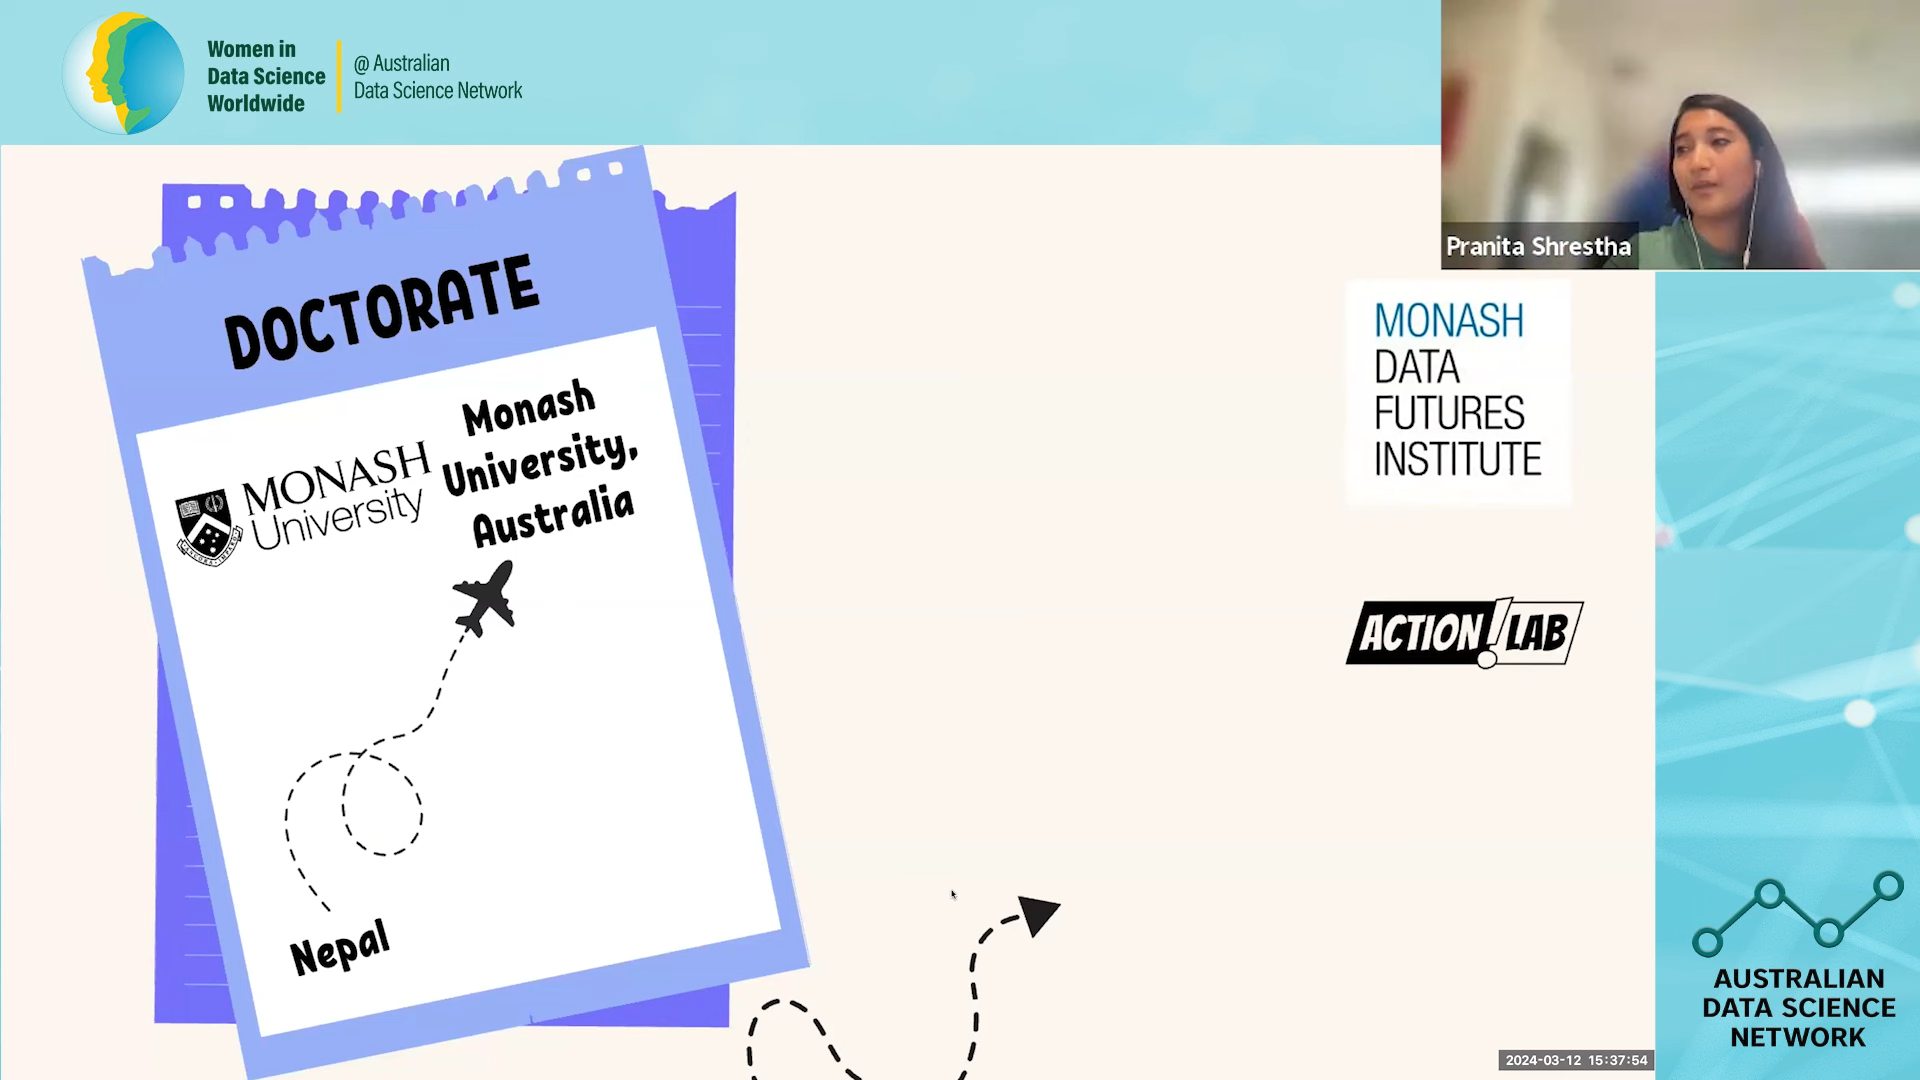 Women in
Data Science
Worldwide
@ Australian
Data Science Network
Pranita Shrestha
DOCTORATE
MONASH
University
Monash
University,
Australia
Nepal
MONASH
DATA
FUTURES
INSTITUTE
ACTION!LAB
AUSTRALIAN
DATA SCIENCE
NETWORK
2024-03-12 15:37:54